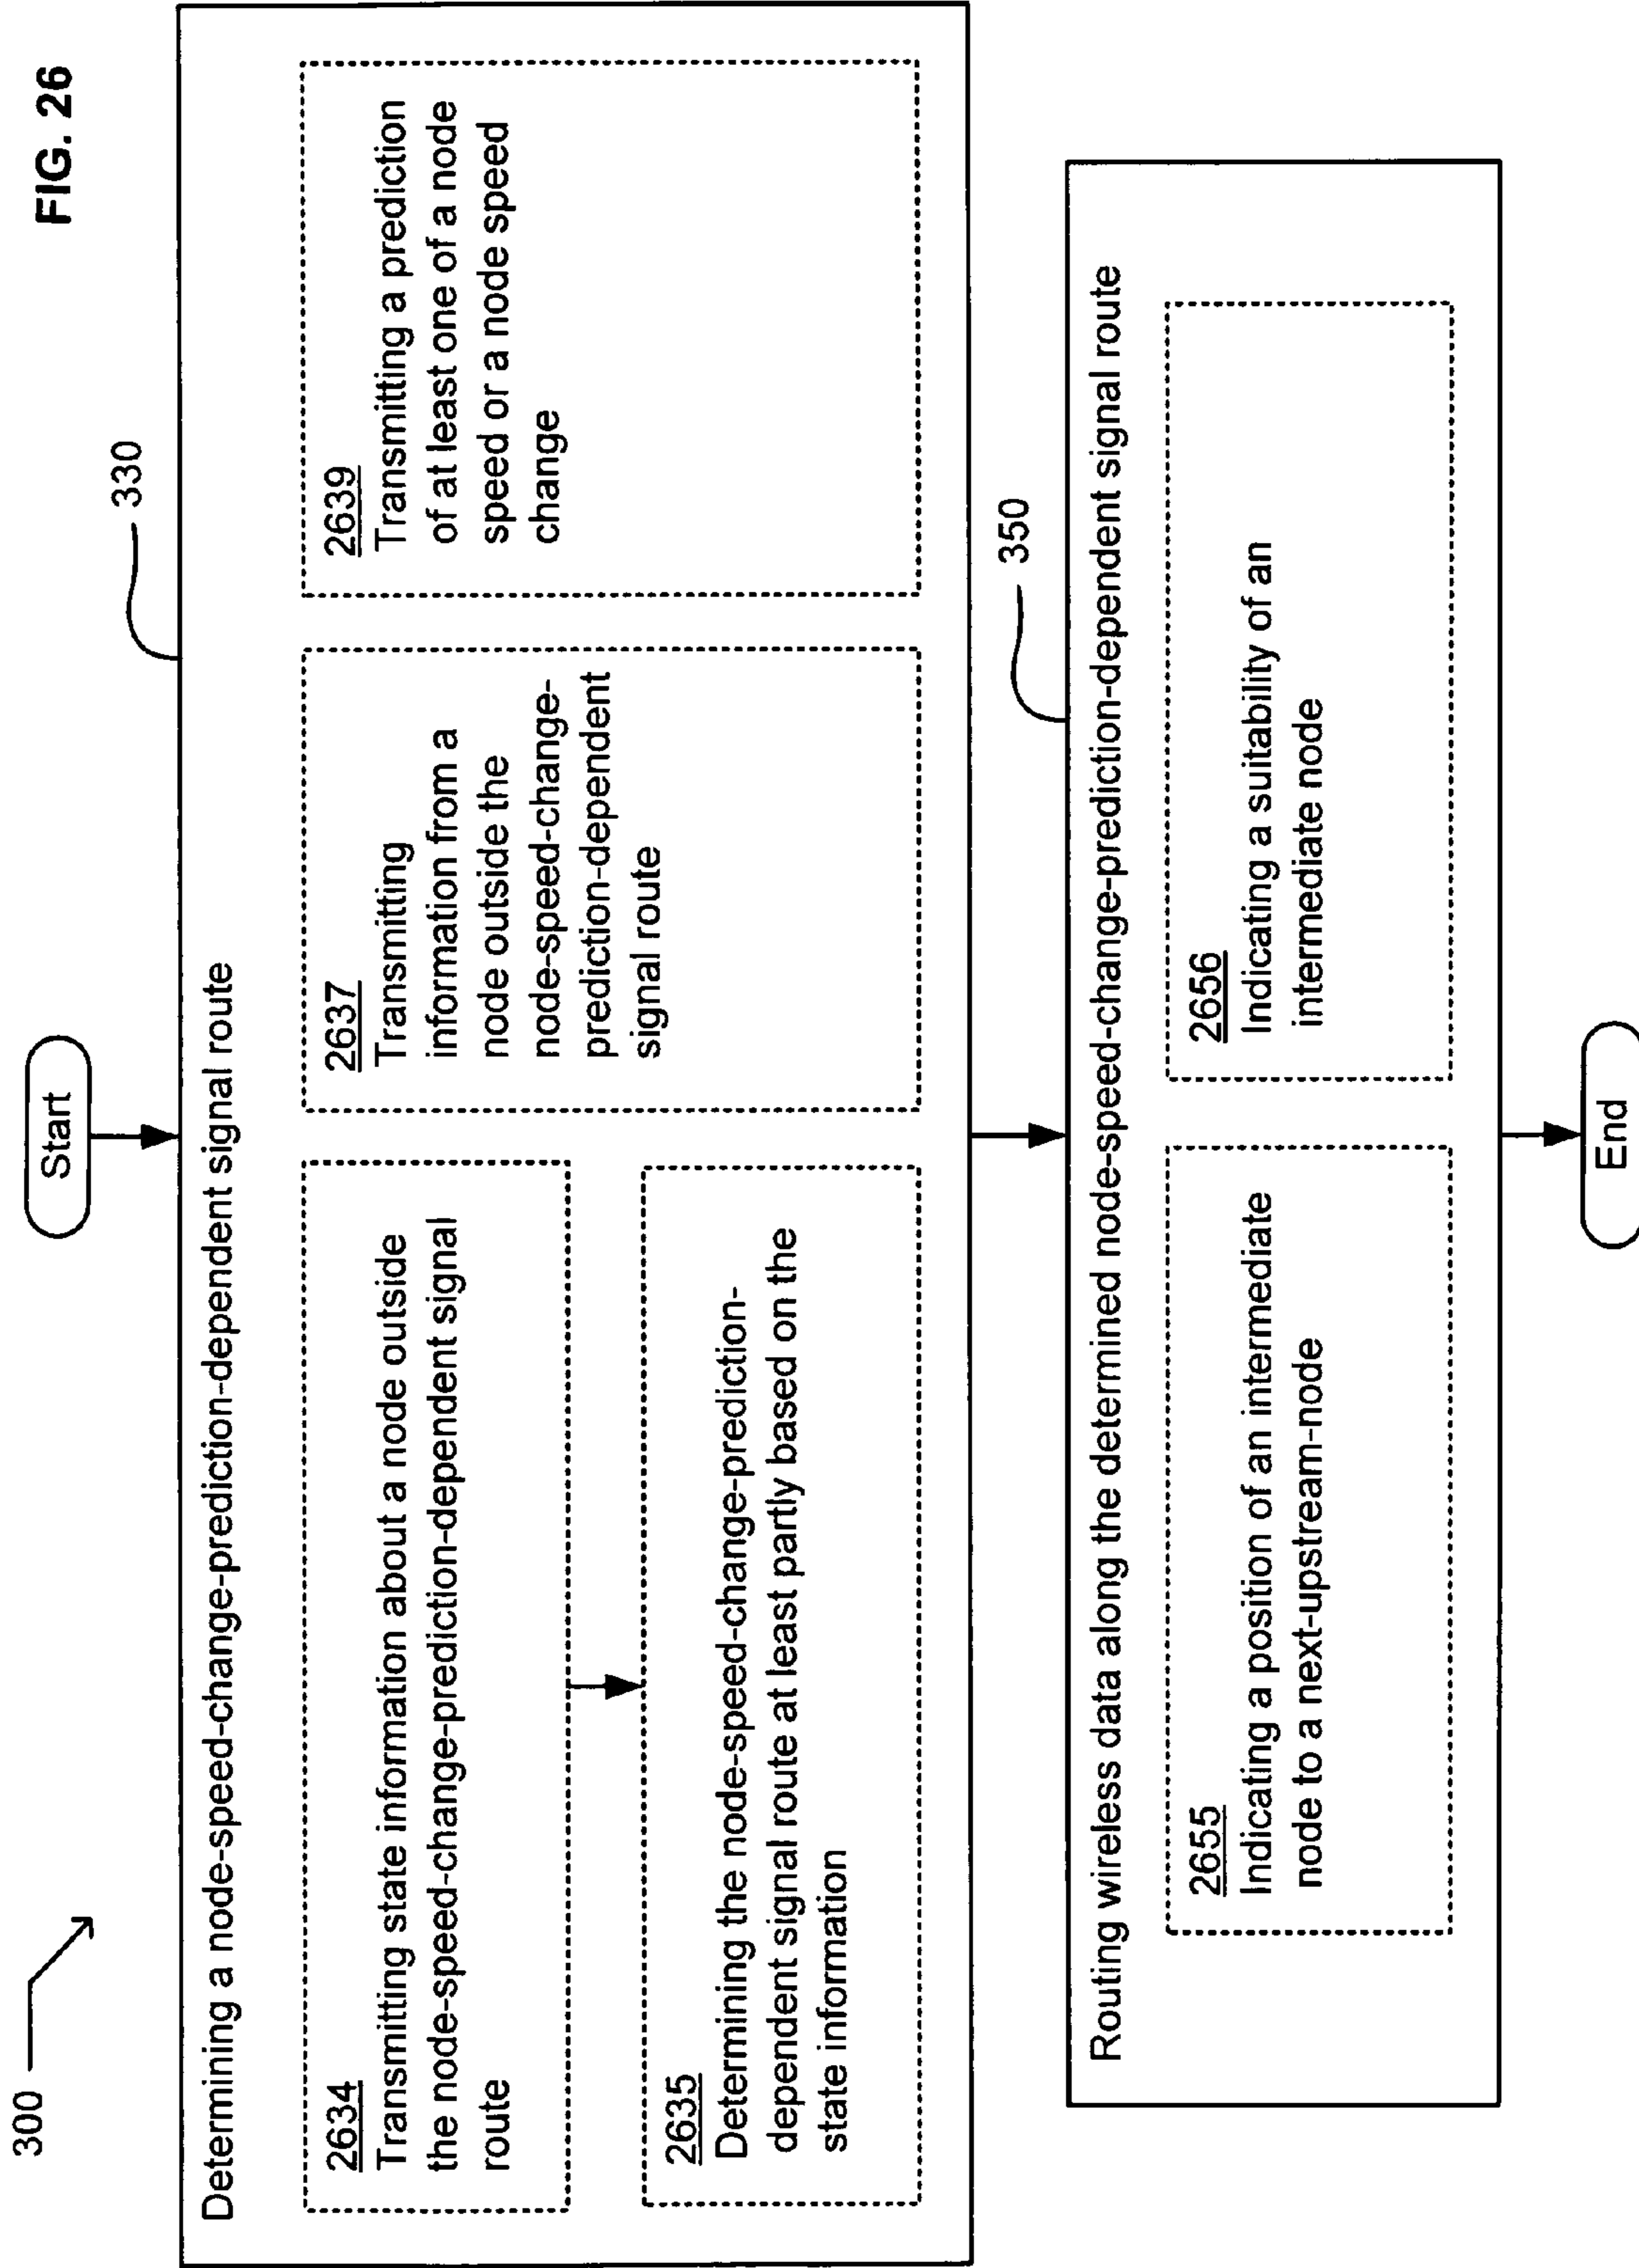 FIG. 26
300
Start
330
Determining a node-speed-change-prediction-dependent signal route
2634
Transmitting state information about a node outside
the node-speed-change-prediction-dependent signal
route
2635
Determining the node-speed-change-prediction-
dependent signal route at least partly based on the
state information
2637
Transmitting
information from a
node outside the
node-speed-change-
prediction-dependent
signal route
2639
Transmitting a prediction
of at least one of a node
speed or a node speed
change
350
Routing wireless data along the determined node-speed-change-prediction-dependent signal route
2655
Indicating a position of an intermediate
node to a next-upstream-node
2656
Indicating a suitability of an
intermediate node
End